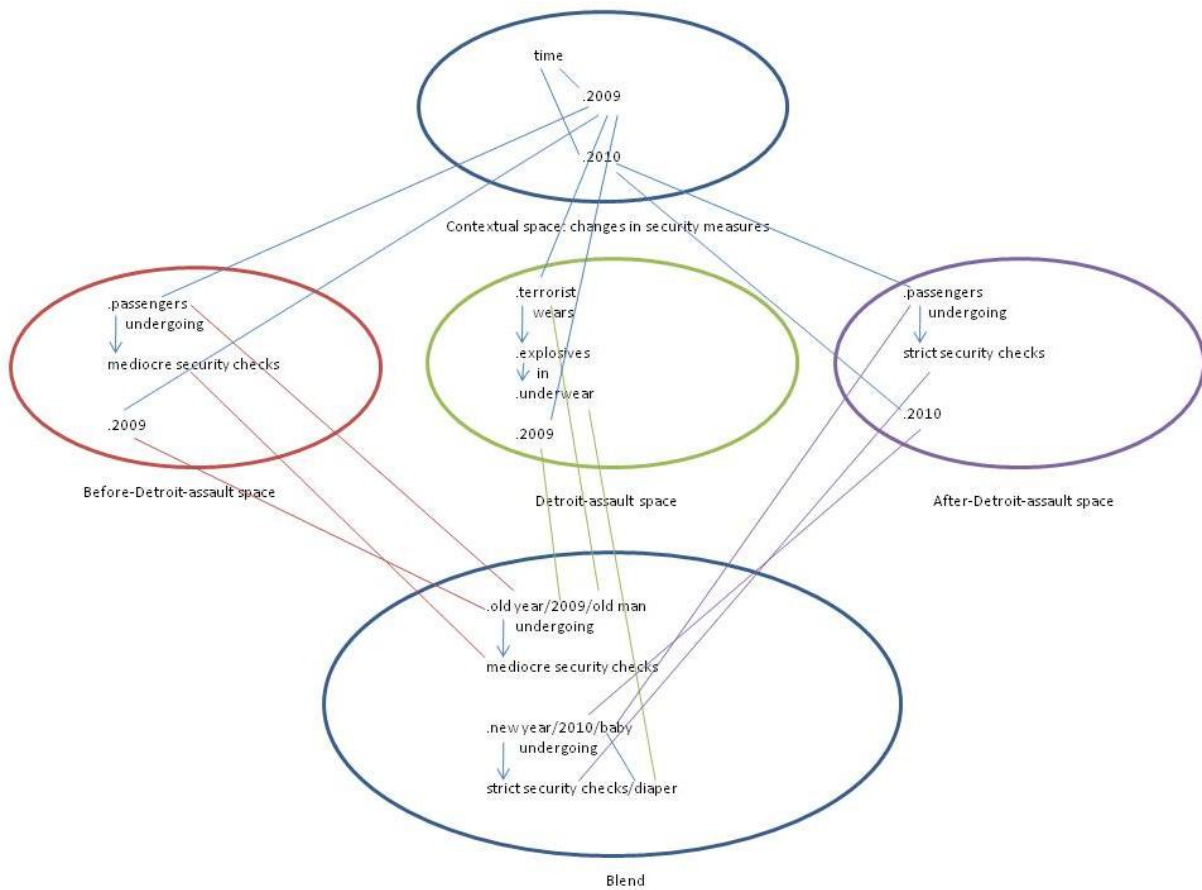 time
.2009
.2010
Contextual space: changes in security measures
.passengers
undergoing
mediocre security checks
.2009
Before-Detroit-assault space
.terrorist
wears
.explosives
in
.underwear
.2009
Detroit-assault space
.passengers
undergoing
strict security checks
.2010
After-Detroit-assault space
.old year/2009/old man
undergoing
mediocre security checks
.new year/2010/baby
undergoing
strict security checks/diaper
Blend